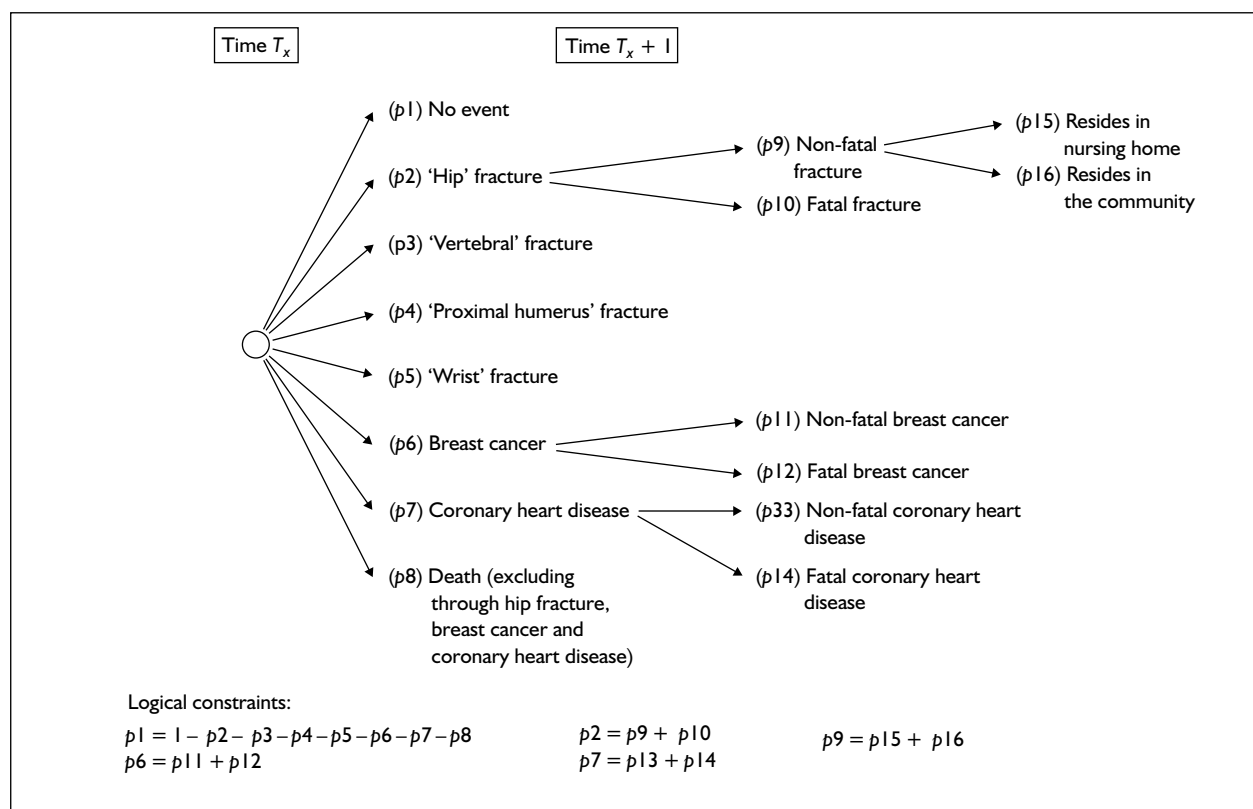 Time Tx
Time Tx + 1
(p1) No event
(p2) ‘Hip’ fracture
(p3) ‘Vertebral’ fracture
(p4) ‘Proximal humerus’ fracture
(p5) ‘Wrist’ fracture
(p6) Breast cancer
(p7) Coronary heart disease
(p8) Death (excluding
through hip fracture,
breast cancer and
coronary heart disease)
(p9) Non-fatal
fracture
(p10) Fatal fracture
(p11) Non-fatal breast cancer
(p12) Fatal breast cancer
(p33) Non-fatal coronary heart
disease
(p14) Fatal coronary heart
disease
(p15) Resides in
nursing home
(p16) Resides in
the community
Logical constraints:
p1 = 1 – p2 – p3 –p4 –p5 –p6 –p7 –p8
p6 = p11 + p12
p2 = p9 + p10
p7 = p13 + p14
p9 = p15 + p16